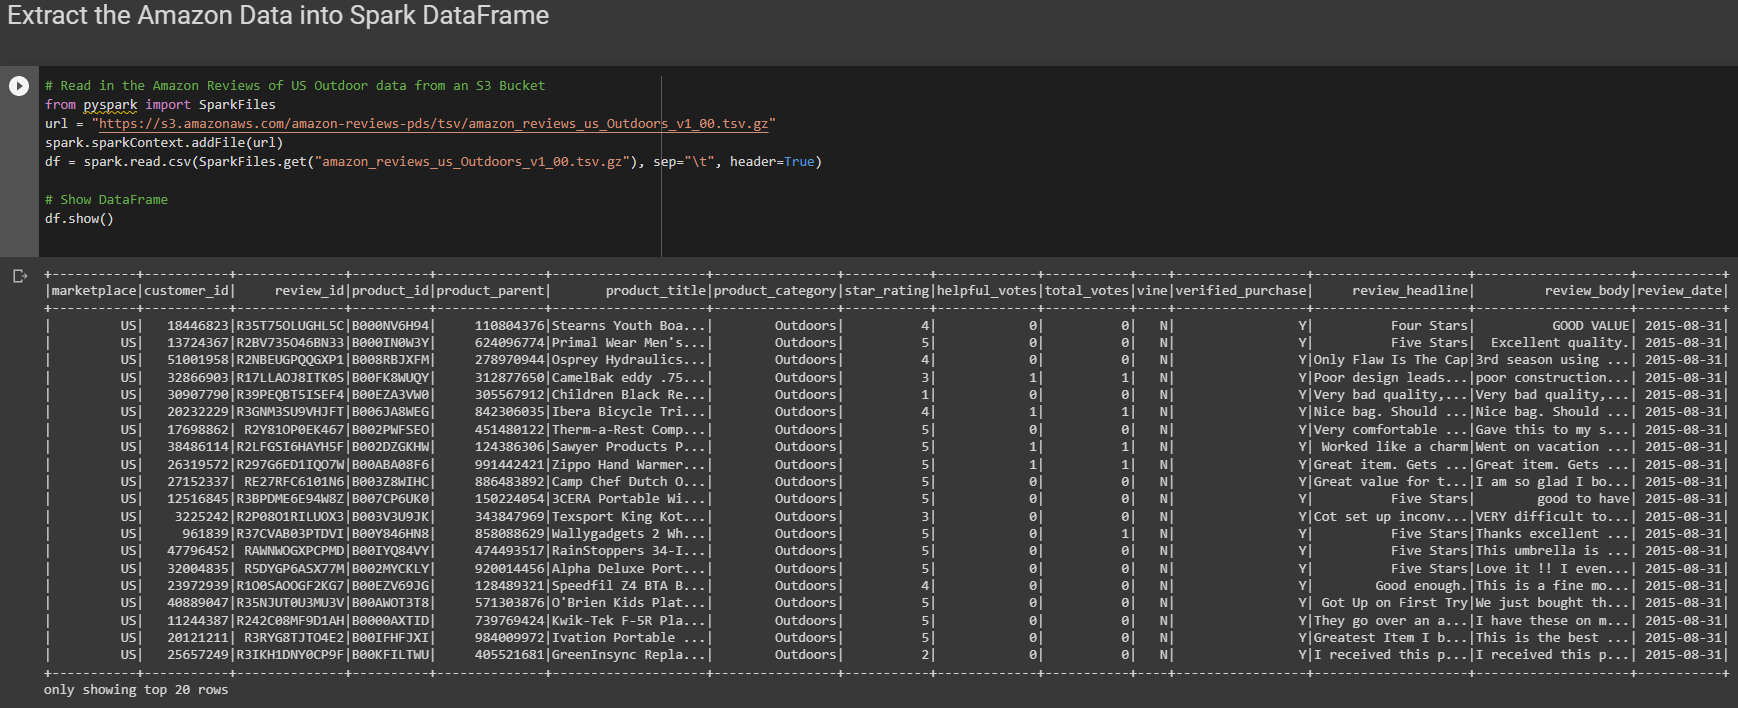 Extract the Amazon Data into Spark DataFrame
# Read in the Amazon Reviews of US Outdoor data from an S3 Bucket
from pyspark import SparkFiles
url = "https://s3.amazonaws.com/amazon-reviews-pds/tsv/amazon_reviews_us_Outdoors_v1_00.tsv.gz"
spark.sparkContext.addFile(url)
df = spark.read.csv(SparkFiles.get("amazon_reviews_us_Outdoors_v1_00.tsv.gz"), sep="\t", header=True)
# Show DataFrame
df.show()
+-----------+-----------+--------------+----------+--------------+--------------------+----------------+-----------+-------------+-----------+----+-----------------+--------------------+--------------------+-----------+
|marketplace|customer_id|     review_id|product_id|product_parent|       product_title|product_category|star_rating|helpful_votes|total_votes|vine|verified_purchase|     review_headline|         review_body|review_date|
+-----------+-----------+--------------+----------+--------------+--------------------+----------------+-----------+-------------+-----------+----+-----------------+--------------------+--------------------+-----------+
|         US|   18446823|R35T75OLUGHL5C|B000NV6H94|     110804376|Stearns Youth Boa...|        Outdoors|          4|            0|          0|   N|                Y|          Four Stars|          GOOD VALUE| 2015-08-31|
|         US|   13724367|R2BV735O46BN33|B000IN0W3Y|     624096774|Primal Wear Men's...|        Outdoors|          5|            0|          0|   N|                Y|          Five Stars|  Excellent quality.| 2015-08-31|
|         US|   51001958|R2NBEUGPQQGXP1|B008RBJXFM|     278970944|Osprey Hydraulics...|        Outdoors|          4|            0|          0|   N|                Y|Only Flaw Is The Cap|3rd season using ...| 2015-08-31|
|         US|   32866903|R17LLAOJ8ITK0S|B00FK8WUQY|     312877650|CamelBak eddy .75...|        Outdoors|          3|            1|          1|   N|                Y|Poor design leads...|poor construction...| 2015-08-31|
|         US|   30907790|R39PEQBT5ISEF4|B00EZA3VW0|     305567912|Children Black Re...|        Outdoors|          1|            0|          0|   N|                Y|Very bad quality,...|Very bad quality,...| 2015-08-31|
|         US|   20232229|R3GNM3SU9VHJFT|B006JA8WEG|     842306035|Ibera Bicycle Tri...|        Outdoors|          4|            1|          1|   N|                Y|Nice bag. Should ...|Nice bag. Should ...| 2015-08-31|
|         US|   17698862| R2Y81OP0EK467|B002PWFSEO|     451480122|Therm-a-Rest Comp...|        Outdoors|          5|            0|          0|   N|                Y|Very comfortable ...|Gave this to my s...| 2015-08-31|
|         US|   38486114|R2LFGSI6HAYH5F|B002DZGKHW|     124386306|Sawyer Products P...|        Outdoors|          5|            1|          1|   N|                Y| Worked like a charm|Went on vacation ...| 2015-08-31|
|         US|   26319572|R297G6ED1IQO7W|B00ABA08F6|     991442421|Zippo Hand Warmer...|        Outdoors|          5|            1|          1|   N|                Y|Great item. Gets ...|Great item. Gets ...| 2015-08-31|
|         US|   27152337| RE27RFC6101N6|B003Z8WIHC|     886483892|Camp Chef Dutch O...|        Outdoors|          5|            0|          0|   N|                Y|Great value for t...|I am so glad I bo...| 2015-08-31|
|         US|   12516845|R3BPDME6E94W8Z|B007CP6UK0|     150224054|3CERA Portable Wi...|        Outdoors|          5|            0|          0|   N|                Y|          Five Stars|        good to have| 2015-08-31|
|         US|    3225242|R2P08O1RILUOX3|B003V3U9JK|     343847969|Texsport King Kot...|        Outdoors|          3|            0|          0|   N|                Y|Cot set up inconv...|VERY difficult to...| 2015-08-31|
|         US|     961839|R37CVAB03PTDVI|B00Y846HN8|     858088629|Wallygadgets 2 Wh...|        Outdoors|          5|            0|          1|   N|                Y|          Five Stars|Thanks excellent ...| 2015-08-31|
|         US|   47796452| RAWNWOGXPCPMD|B00IYQ84VY|     474493517|RainStoppers 34-I...|        Outdoors|          5|            0|          0|   N|                Y|          Five Stars|This umbrella is ...| 2015-08-31|
|         US|   32004835| R5DYGP6ASX77M|B002MYCKLY|     920014456|Alpha Deluxe Port...|        Outdoors|          5|            0|          0|   N|                Y|          Five Stars|Love it !! I even...| 2015-08-31|
|         US|   23972939|R1O0SAOOGF2KG7|B00EZV69JG|     128489321|Speedfil Z4 BTA B...|        Outdoors|          4|            0|          0|   N|                Y|        Good enough.|This is a fine mo...| 2015-08-31|
|         US|   40889047|R35NJUT0U3MU3V|B00AWOT3T8|     571303876|O'Brien Kids Plat...|        Outdoors|          5|            0|          0|   N|                Y| Got Up on First Try|We just bought th...| 2015-08-31|
|         US|   11244387|R242C08MF9D1AH|B0000AXTID|     739769424|Kwik-Tek F-5R Pla...|        Outdoors|          5|            0|          0|   N|                Y|They go over an a...|I have these on m...| 2015-08-31|
|         US|   20121211| R3RYG8TJTO4E2|B00IFHFJXI|     984009972|Ivation Portable ...|        Outdoors|          5|            0|          0|   N|                Y|Greatest Item I b...|This is the best ...| 2015-08-31|
|         US|   25657249|R3IKH1DNY0CP9F|B00KFILTWU|     405521681|GreenInsync Repla...|        Outdoors|          2|            0|          0|   N|                Y|I received this p...|I received this p...| 2015-08-31|
+-----------+-----------+--------------+----------+--------------+--------------------+----------------+-----------+-------------+-----------+----+-----------------+--------------------+--------------------+-----------+
only showing top 20 rows